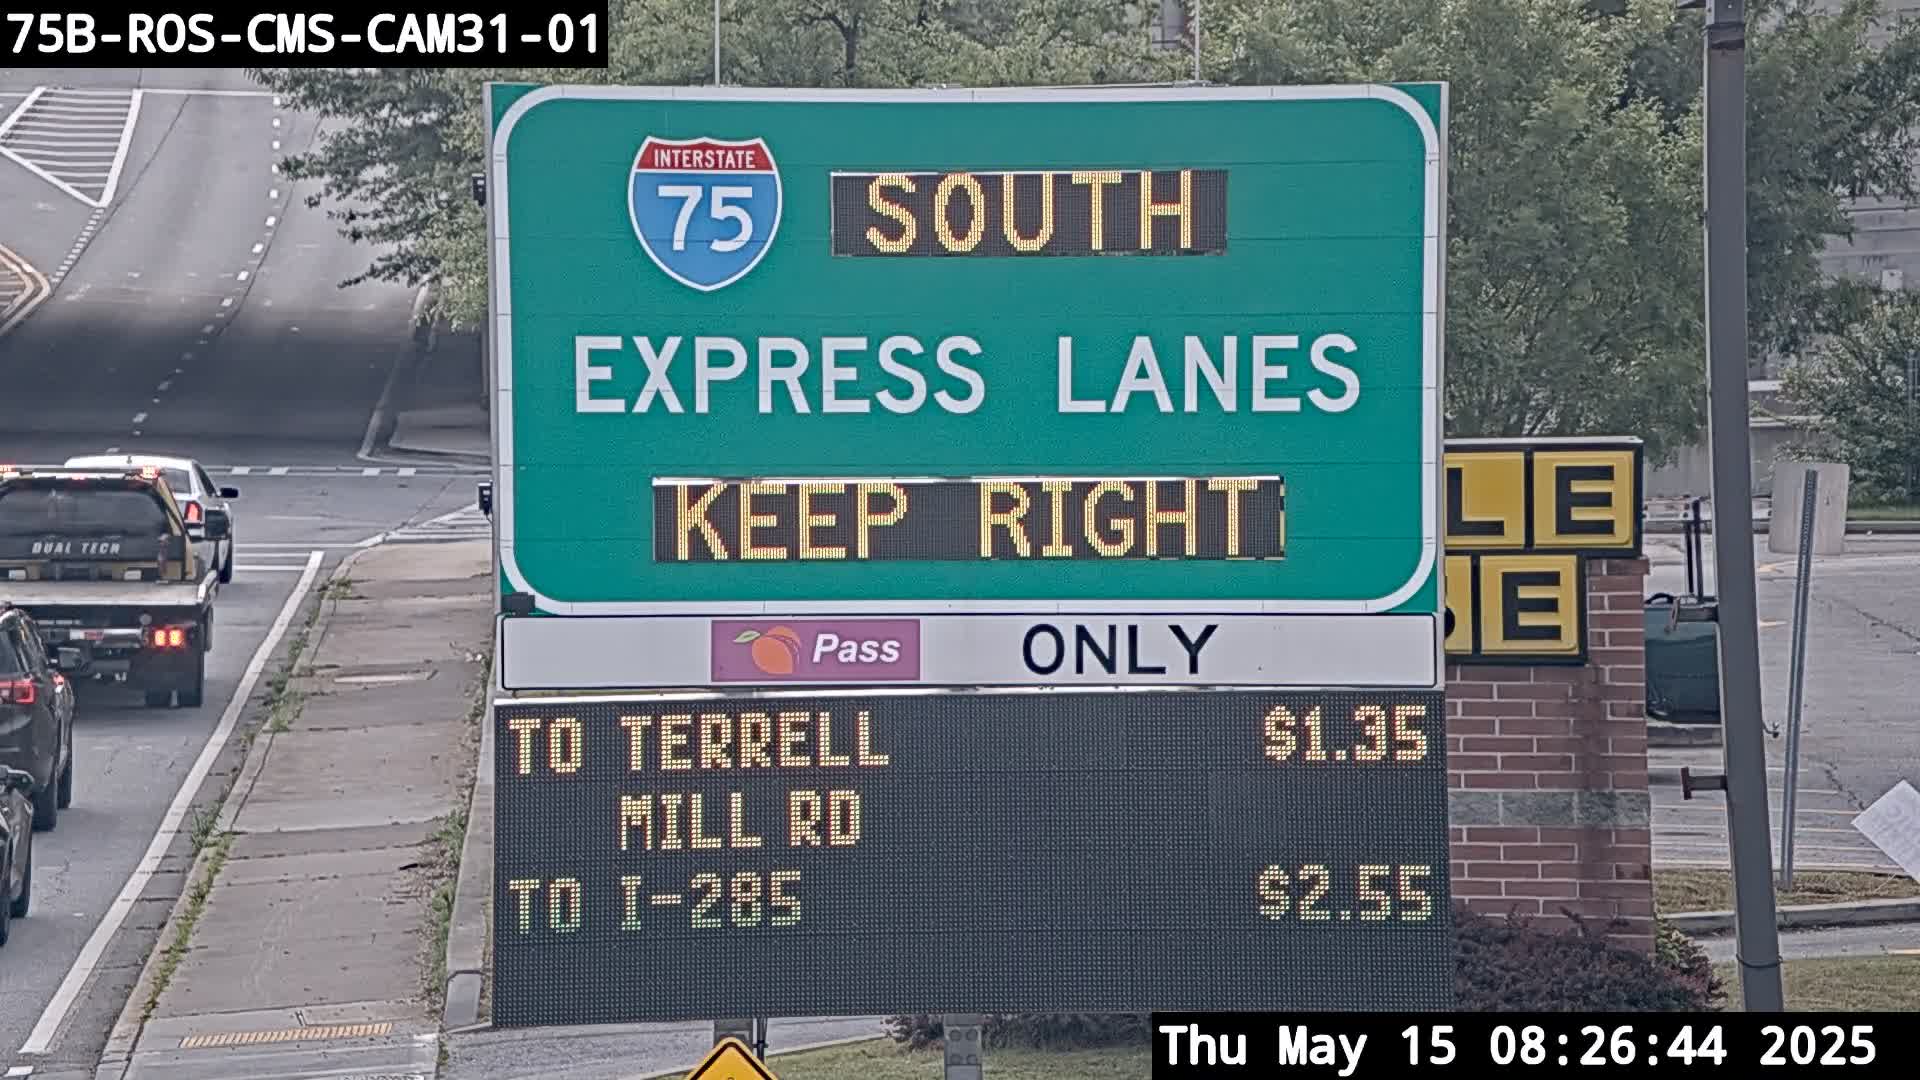 75B-ROS-CMS-CAM31-01
INTERSTATE
75
SOUTH
EXPRESS LANES
KEEP RIGHT
Pass ONLY
TO TERRELL $1.35
MILL RD
TO I-285 $2.55
DUAL TECH
LE
E
Thu May 15 08:26:44 2025